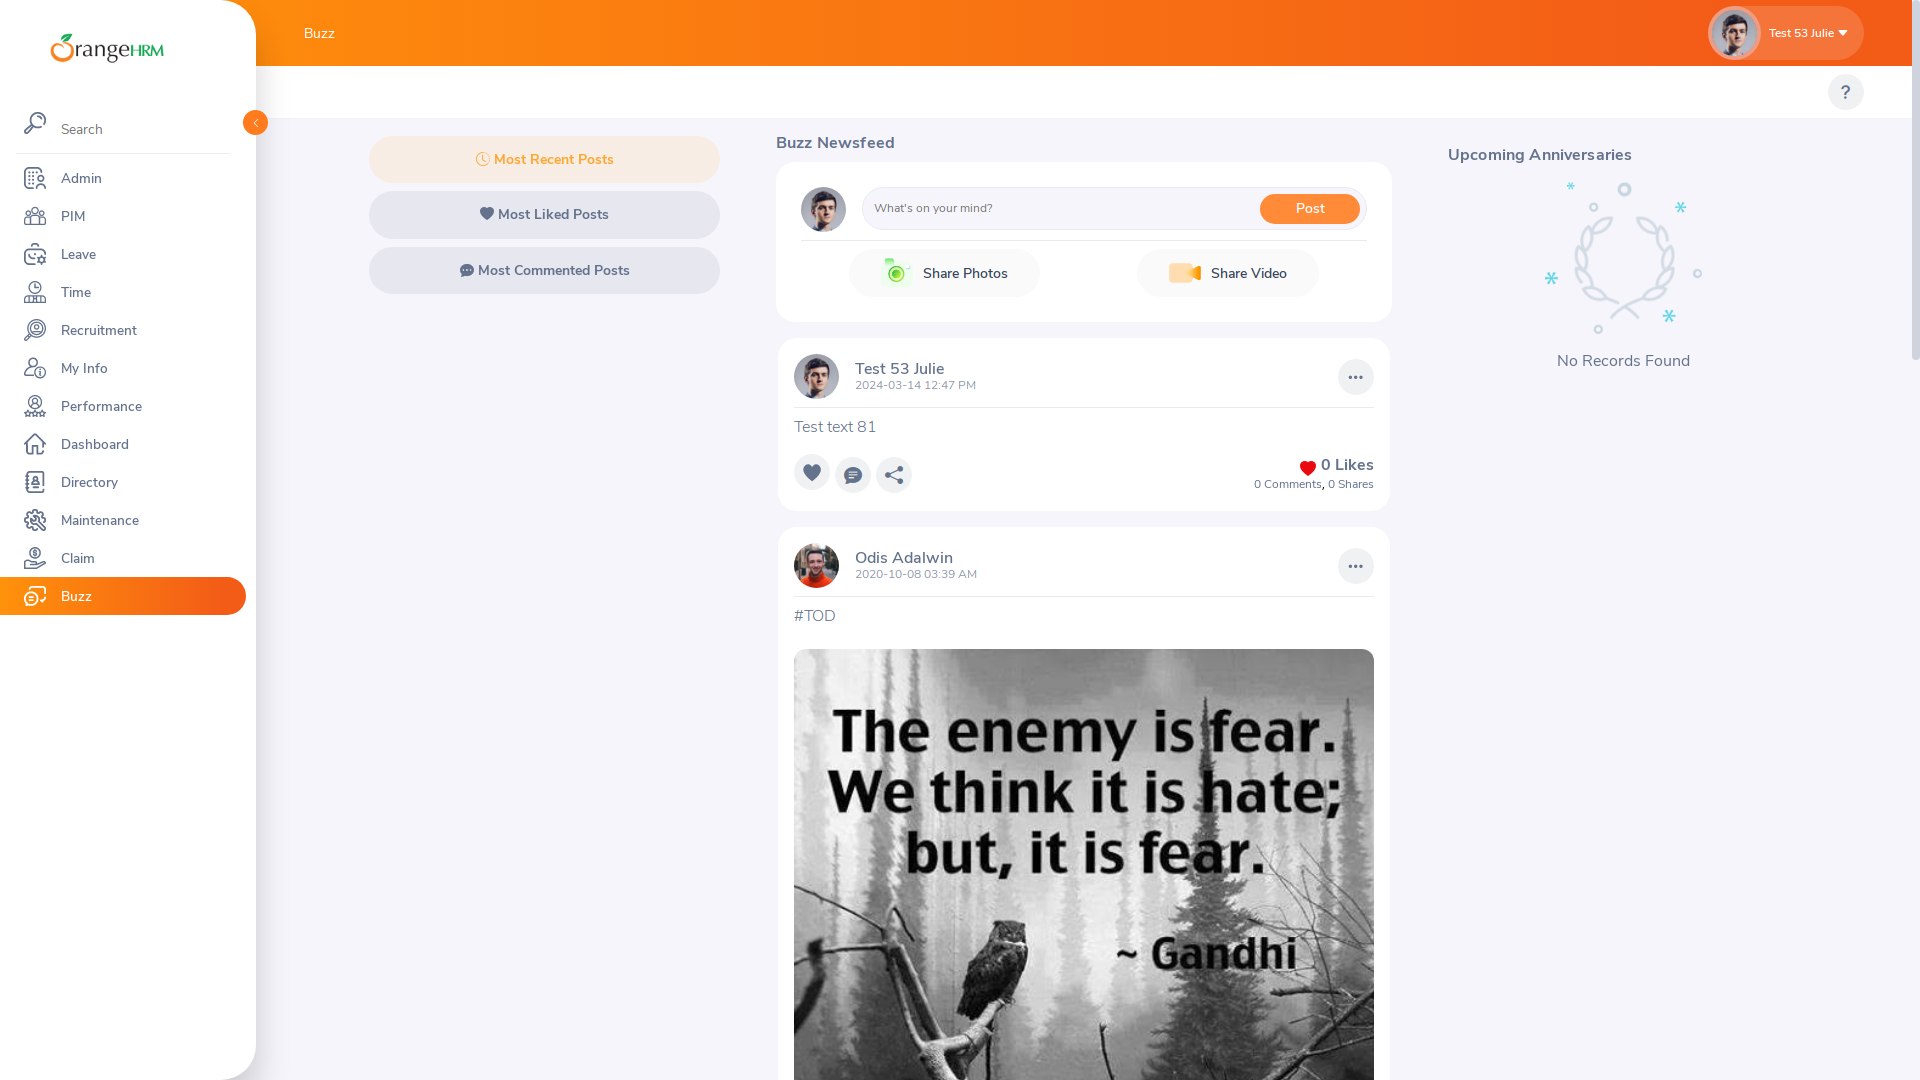 OrangeHRM
Search
Admin
PIM
Leave
Time
Recruitment
My Info
Performance
Dashboard
Directory
Maintenance
Claim
Buzz
Buzz
Test 53 Julie
?
Most Recent Posts
Most Liked Posts
Most Commented Posts
Buzz Newsfeed
What's on your mind?
Post
Share Photos
Share Video
Test 53 Julie
2024-03-14 12:47 PM
Test text 81
0 Likes
0 Comments, 0 Shares
Odis Adalwin
2020-10-08 03:39 AM
#TOD
The enemy is fear.
We think it is hate;
but, it is fear.
~ Gandhi
Upcoming Anniversaries
No Records Found